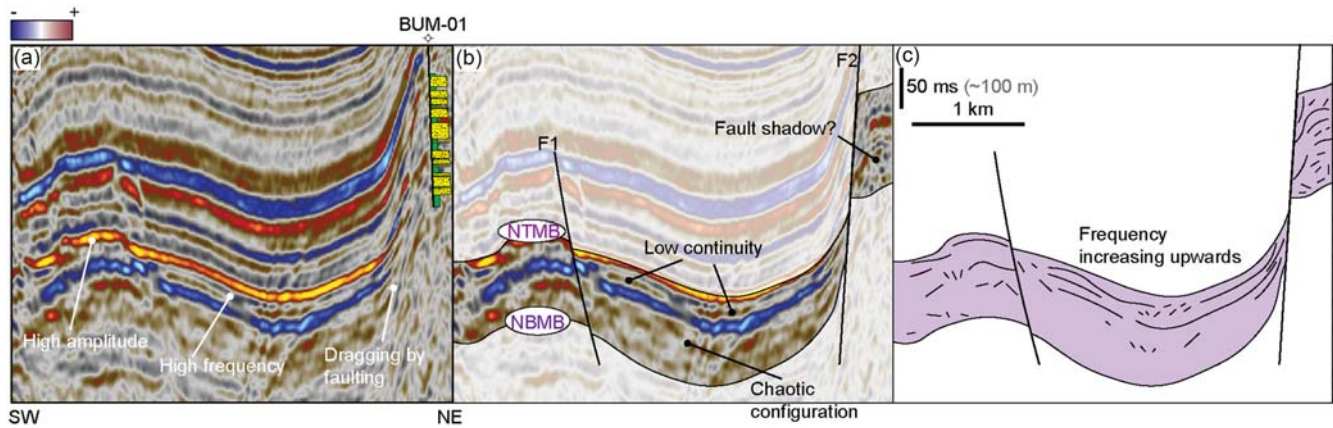 - +
BUM-01
(a)
High amplitude
High frequency
Dragging by
faulting
SW
NE
(b)
F2
Fault shadow?
F1
NTMB
Low continuity
NBMB
Chaotic
configuration
(c)
50 ms (~100 m)
1 km
Frequency
increasing upwards